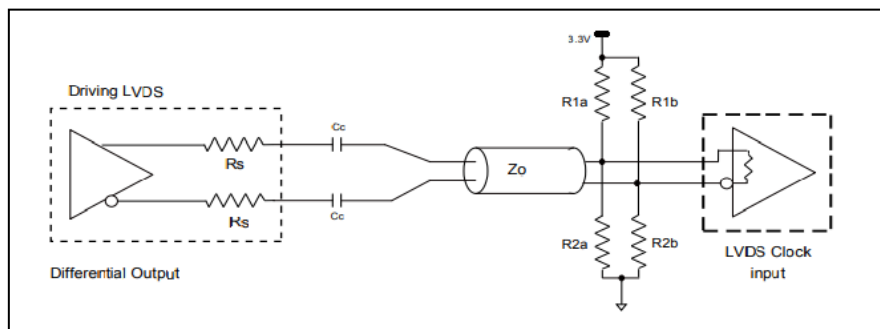 3.3V
Driving LVDS
R1a
R1b
Cc
Rs
Zo
Cc
Rs
R2a
R2b
LVDS Clock
input
Differential Output